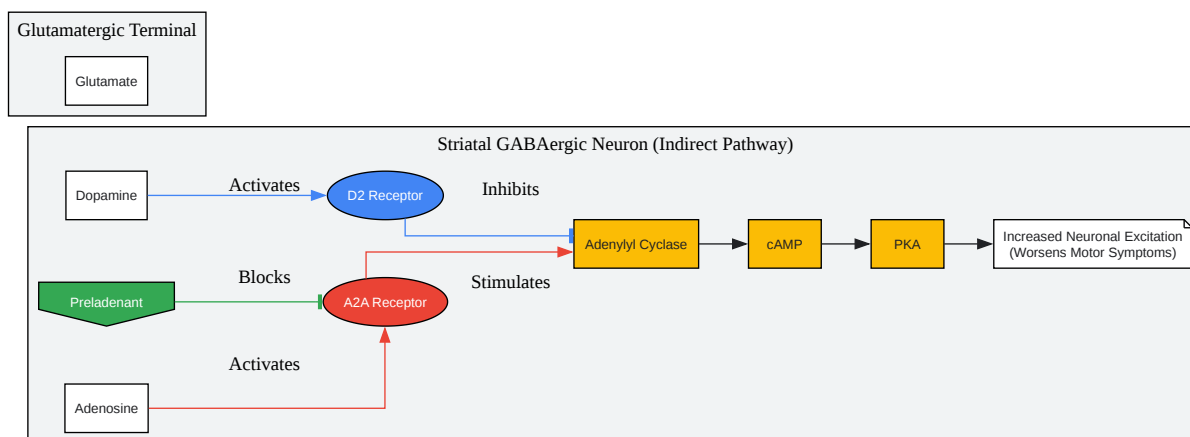 Glutamatergic Terminal
Glutamate
Striatal GABAergic Neuron (Indirect Pathway)
Dopamine
Activates
D2 Receptor
Inhibits
Adenylyl Cyclase
cAMP
PKA
Increased Neuronal Excitation
(Worsens Motor Symptoms)
Preladenant
Blocks
A2A Receptor
Stimulates
Activates
Adenosine